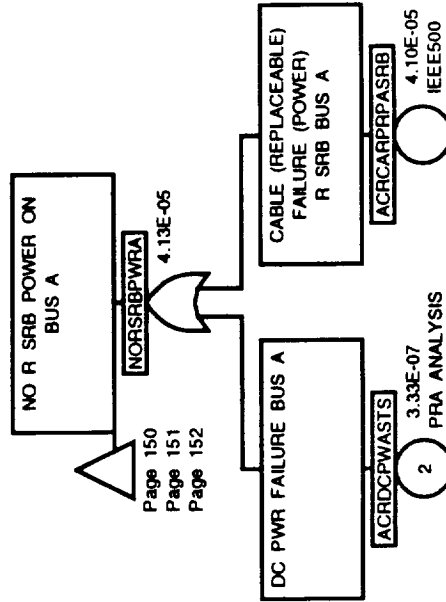 NO R SRB POWER ON
BUS A
NORSRBPWRA
4.13E-05
Page 150
Page 151
Page 152
DC PWR FAILURE BUS A
ACRDCPWASTS
3.33E-07
2
PRA ANALYSIS
CABLE (REPLACEABLE)
FAILURE (POWER)
R SRB BUS A
ACRCARPRPASRB
4.10E-05
IEEE500